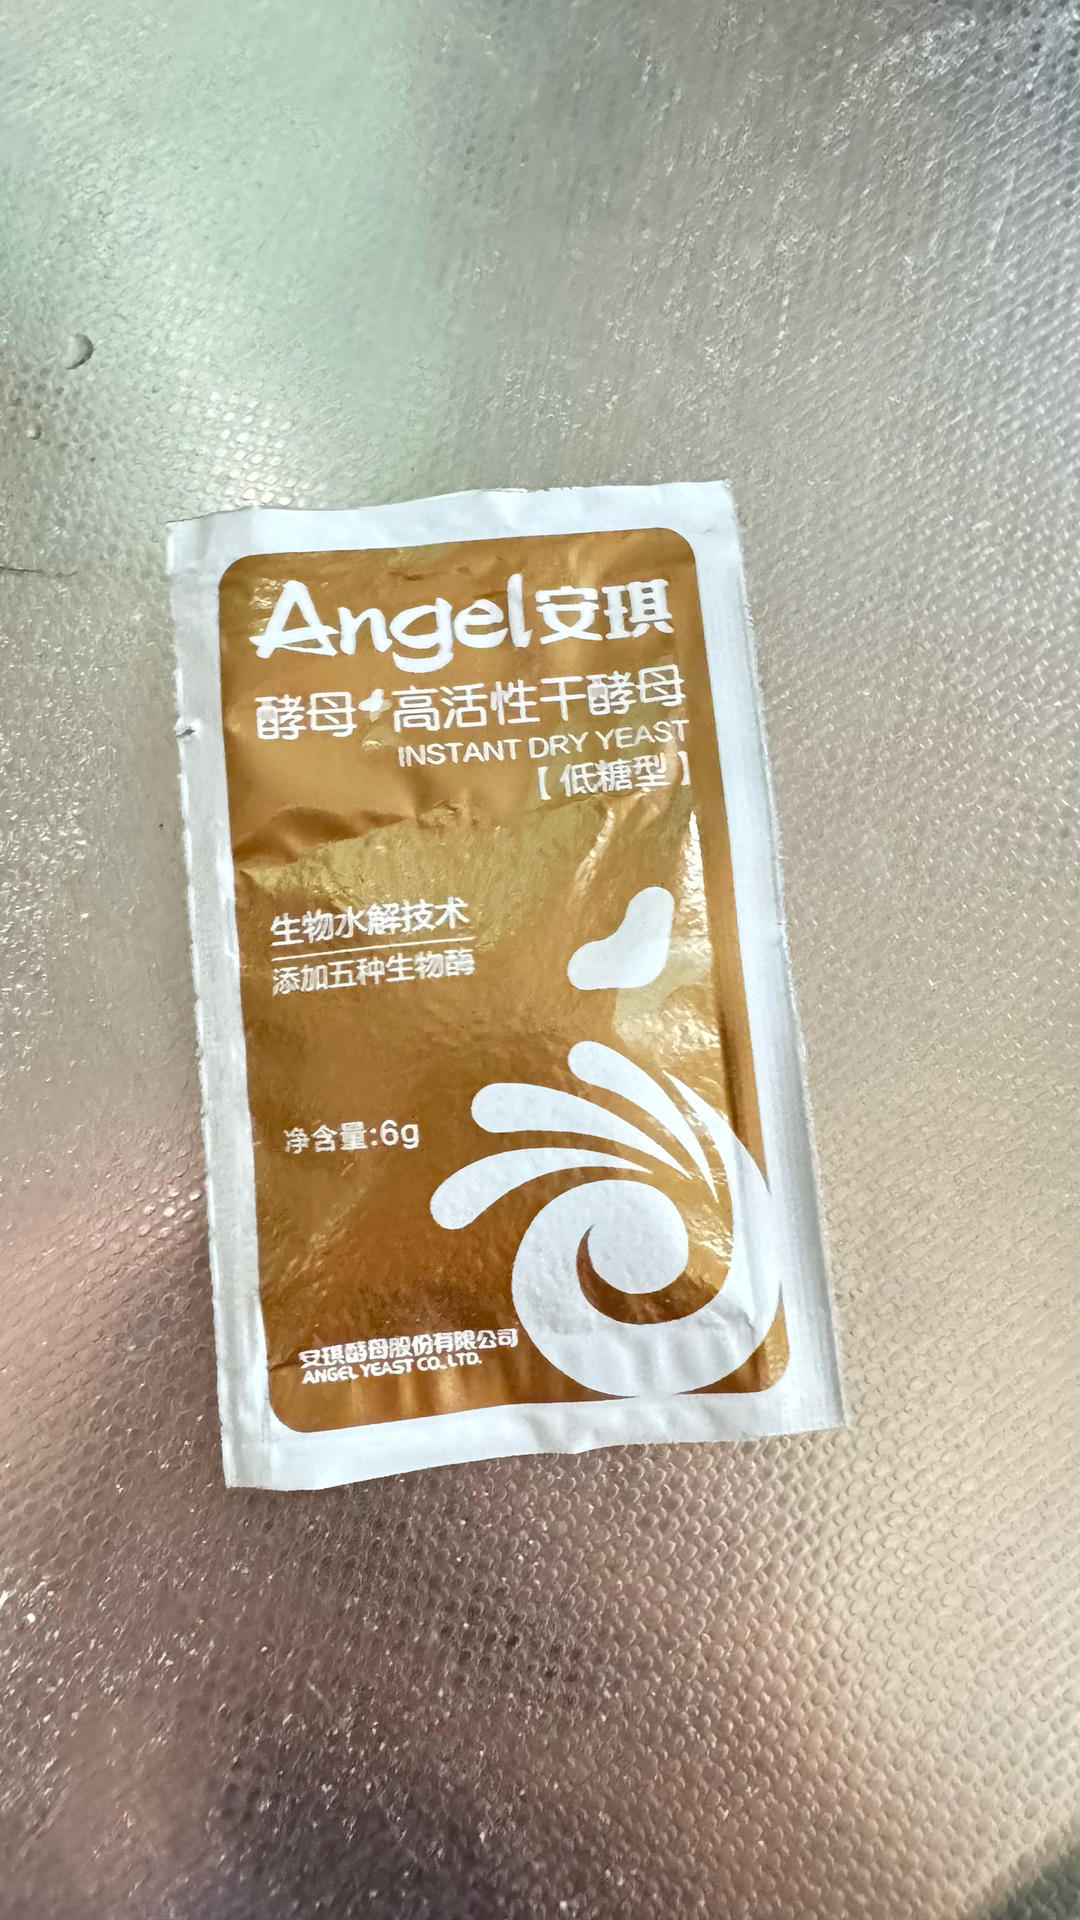 Angel安琪
酵母+高活性干酵母
INSTANT DRY YEAST
【低糖型】
生物水解技术
添加五种生物酶
净含量:6g
安琪酵母股份有限公司
ANGEL YEAST CO.,LTD.